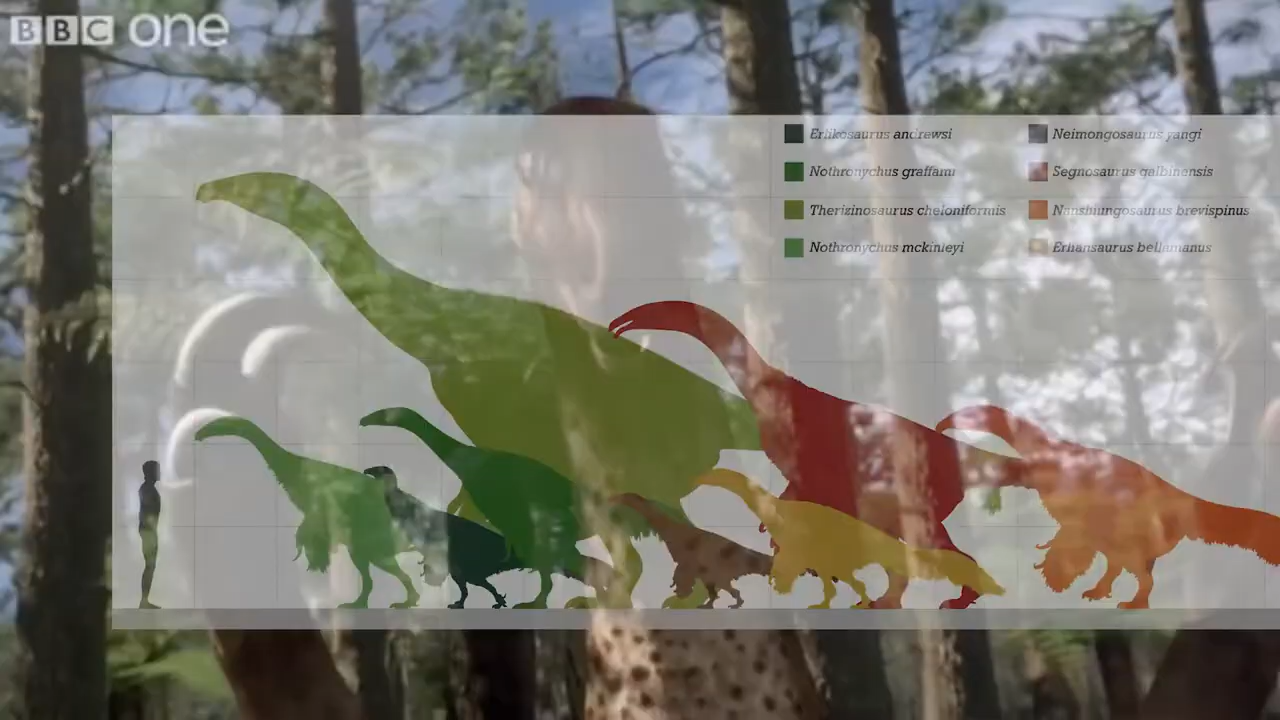 BBC one
Erlikosaurus andrewsi
Neimongosaurus yangi
Nothronychus graffami
Segnosaurus galbinensis
Therizinosaurus cheloniformis
Nanshiungosaurus brevispinus
Nothronychus mckinleyi
Erliansaurus bellamanus